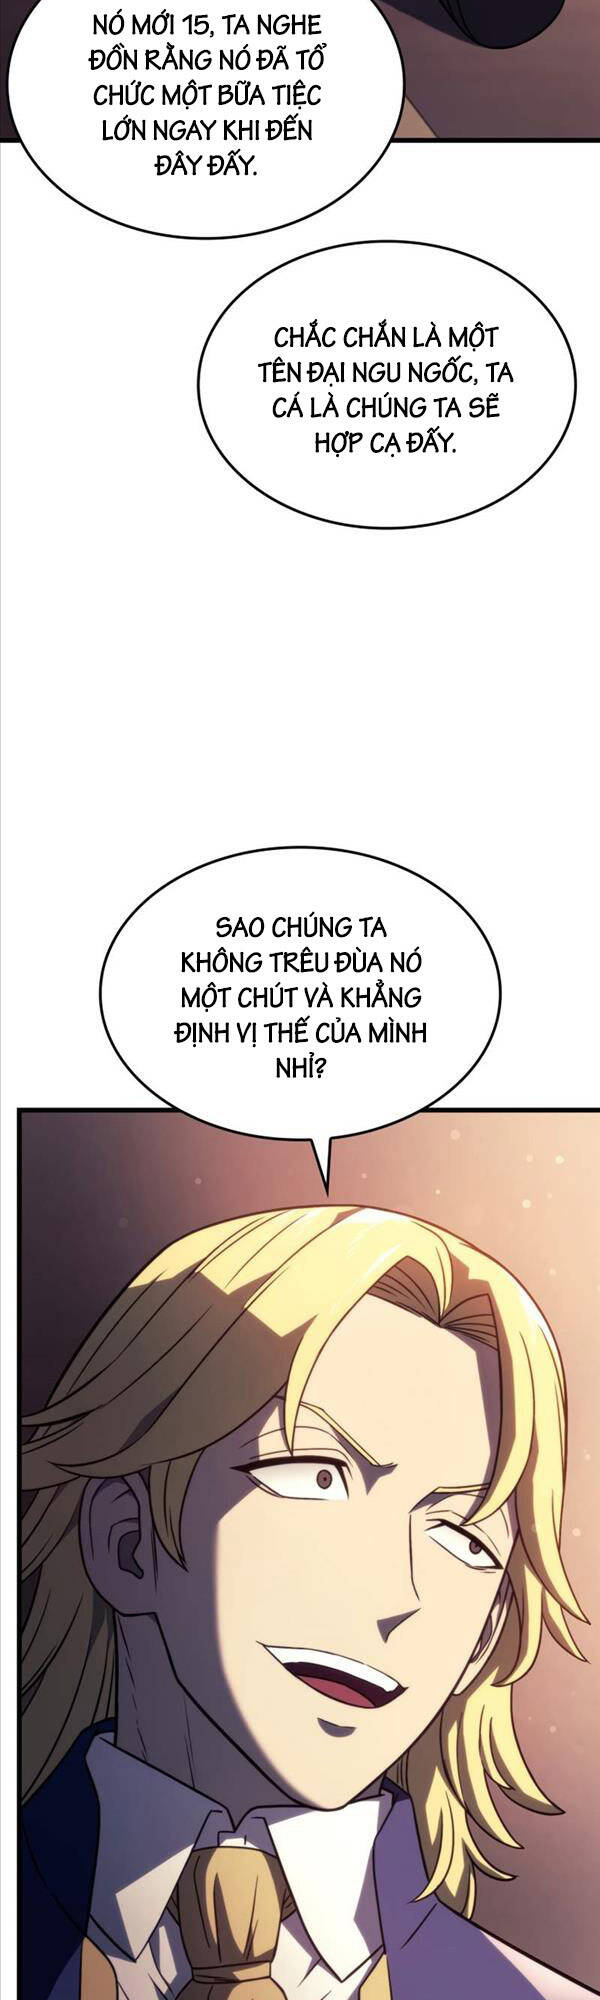 NÓ MỚI 15, TA NGHE
ĐỒN RẰNG NÓ ĐÃ TỔ
CHỨC MỘT BỮA TIỆC
LỚN NGAY KHI ĐẾN
ĐÂY ĐẤY.
CHẮC CHẮN LÀ MỘT
TÊN ĐẠI NGU NGỐC, TA
CÁ LÀ CHÚNG TA SẼ
HỢP CẠ ĐẤY.
SAO CHÚNG TA
KHÔNG TRÊU ĐÙA NÓ
MỘT CHÚT VÀ KHẲNG
ĐỊNH VỊ THẾ CỦA MÌNH
NHỈ?